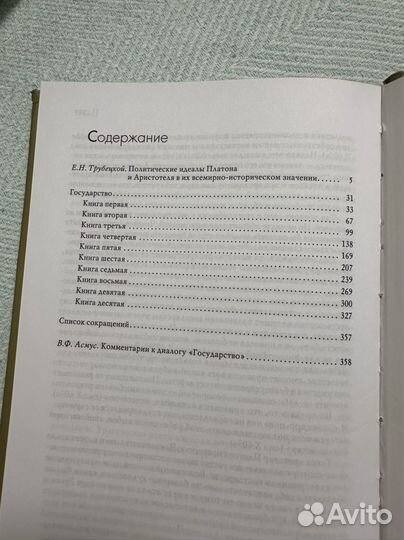 Содержание
Е.Н. Трубецкой. Политические идеалы Платона
и Аристотеля в их всемирно-историческом значении. . . . . . 5
Государство. . . . . . . . . . . . . . . . . . . . . . . . . . . . . . . . . . . 31
Книга первая . . . . . . . . . . . . . . . . . . . . . . . . . . . . . . . . 33
Книга вторая . . . . . . . . . . . . . . . . . . . . . . . . . . . . . . . . 67
Книга третья . . . . . . . . . . . . . . . . . . . . . . . . . . . . . . . . 99
Книга четвертая . . . . . . . . . . . . . . . . . . . . . . . . . . . . . 138
Книга пятая . . . . . . . . . . . . . . . . . . . . . . . . . . . . . . . . 169
Книга шестая . . . . . . . . . . . . . . . . . . . . . . . . . . . . . . . 207
Книга седьмая . . . . . . . . . . . . . . . . . . . . . . . . . . . . . . 239
Книга восьмая . . . . . . . . . . . . . . . . . . . . . . . . . . . . . . 269
Книга девятая . . . . . . . . . . . . . . . . . . . . . . . . . . . . . . 300
Книга десятая . . . . . . . . . . . . . . . . . . . . . . . . . . . . . . 327
Список сокращений . . . . . . . . . . . . . . . . . . . . . . . . . . . 357
В.Ф. Асмус. Комментарии к диалогу «Государство» . . . . . . . . 358
Avito